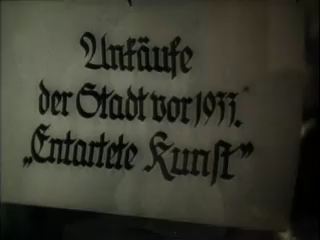 Ankäufe
der Stadt vor 1933.
„Entartete Kunst"